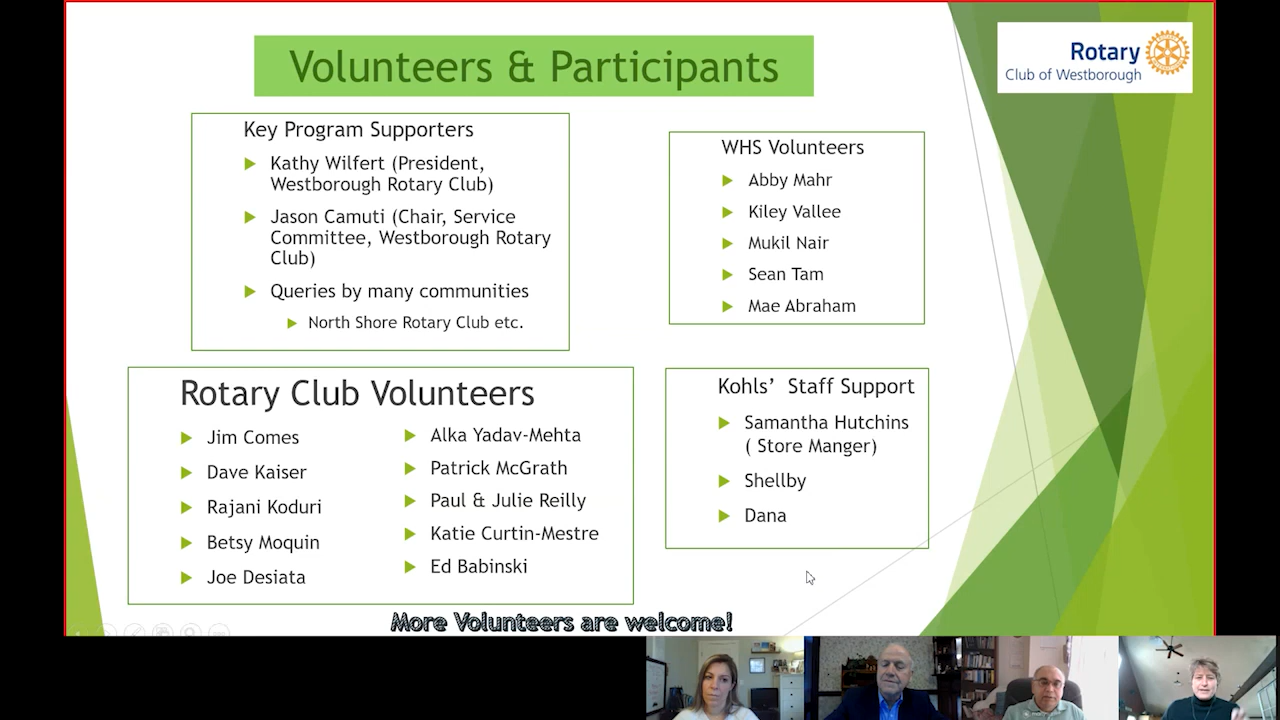 Volunteers & Participants
Rotary
Club of Westborough
Key Program Supporters
Kathy Wilfert (President,
Westborough Rotary Club)
Jason Camuti (Chair, Service
Committee, Westborough Rotary
Club)
Queries by many communities
North Shore Rotary Club etc.
WHS Volunteers
Abby Mahr
Kiley Vallee
Mukil Nair
Sean Tam
Mae Abraham
Rotary Club Volunteers
Jim Comes
Dave Kaiser
Rajani Koduri
Betsy Moquin
Joe Desiata
Alka Yadav-Mehta
Patrick McGrath
Paul & Julie Reilly
Katie Curtin-Mestre
Ed Babinski
Kohls’ Staff Support
Samantha Hutchins
( Store Manger)
Shellby
Dana
More Volunteers are welcome!